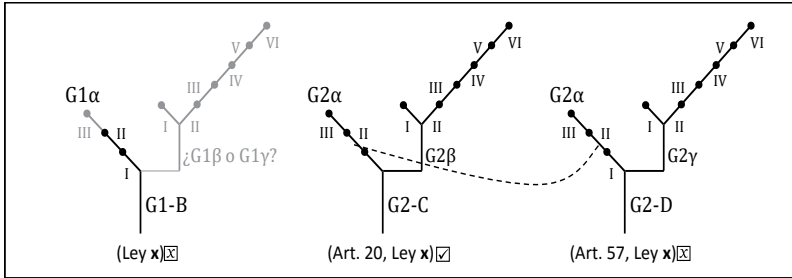 VI
V
IV
III
G1α
III
II
I
II
I
¿G1β o G1γ?
G1-B
(Ley x)☒
VI
V
IV
III
G2α
III
II
I
II
I
G2β
G2-C
(Art. 20, Ley x)☑
VI
V
IV
III
G2α
III
II
I
II
I
G2γ
G2-D
(Art. 57, Ley x)☒